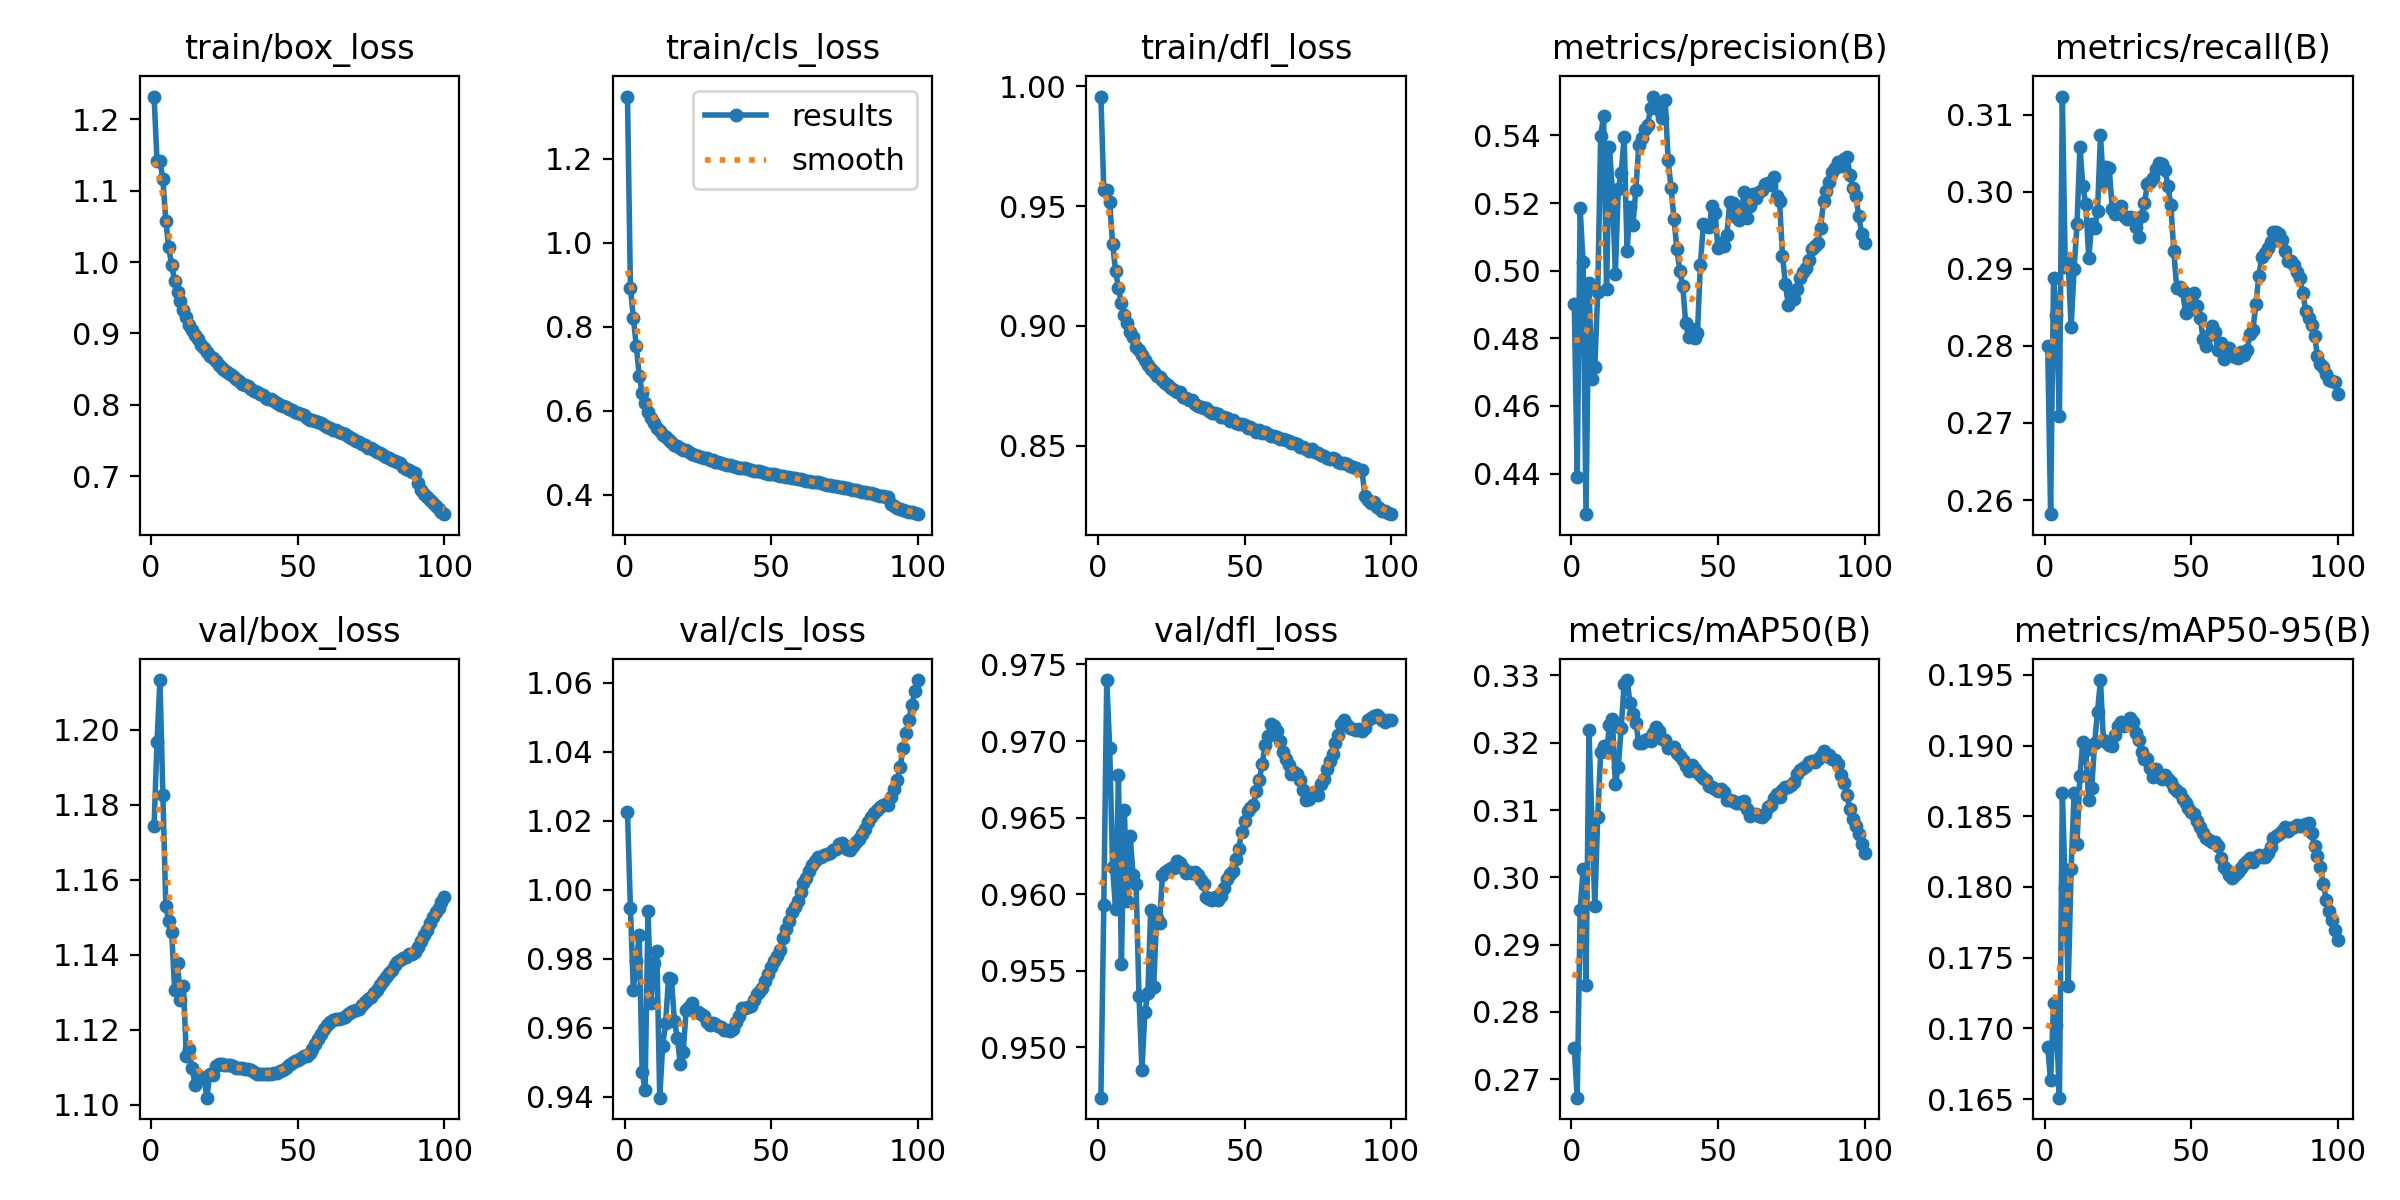 train/box_loss
1.2
1.1
1.0
0.9
0.8
0.7
0 50 100
train/cls_loss
results
smooth
1.2
1.0
0.8
0.6
0.4
0 50 100
train/dfl_loss
1.00
0.95
0.90
0.85
0 50 100
metrics/precision(B)
0.54
0.52
0.50
0.48
0.46
0.44
0 50 100
metrics/recall(B)
0.31
0.30
0.29
0.28
0.27
0.26
0 50 100
val/box_loss
1.20
1.18
1.16
1.14
1.12
1.10
0 50 100
val/cls_loss
1.06
1.04
1.02
1.00
0.98
0.96
0.94
0 50 100
val/dfl_loss
0.975
0.970
0.965
0.960
0.955
0.950
0 50 100
metrics/mAP50(B)
0.33
0.32
0.31
0.30
0.29
0.28
0.27
0 50 100
metrics/mAP50-95(B)
0.195
0.190
0.185
0.180
0.175
0.170
0.165
0 50 100